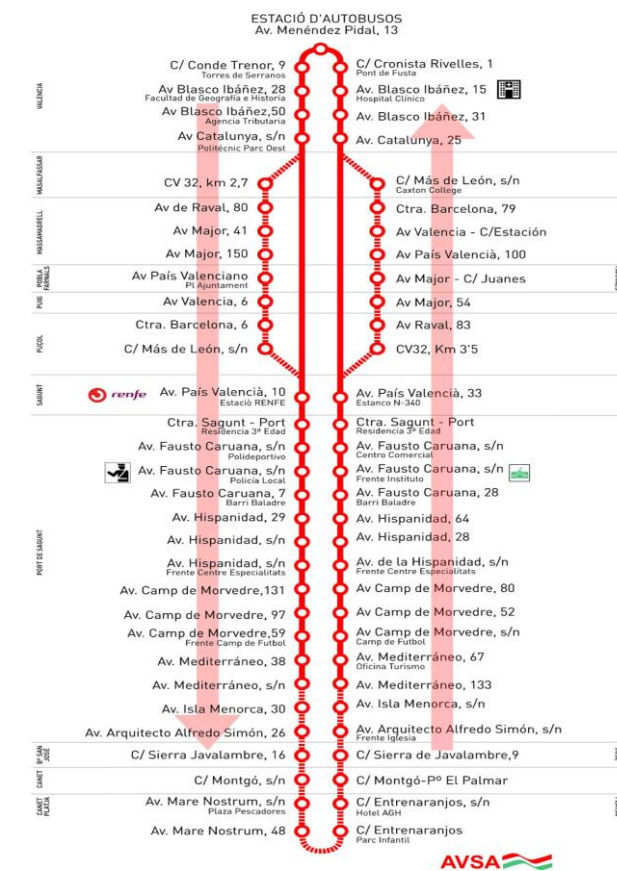 ESTACIÓ D'AUTOBUSOS
Av. Menéndez Pidal, 13
C/ Conde Trenor, 9
Torres de Serranos
Av Blasco Ibáñez, 28
Facultad de Geografía e Historia
Av Blasco Ibáñez,50
Agencia Tributaria
Av Catalunya, s/n
Politécnic Parc Oest
CV 32, km 2,7
Av de Raval, 80
Av Major, 41
Av Major, 150
Av País Valenciano
Pl Ajuntament
Av Valencia, 6
Ctra. Barcelona, 6
C/ Más de León, s/n
renfe
Av. País Valencià, 10
Estació RENFE
Ctra. Sagunt - Port
Residencia 3ª Edad
Av. Fausto Caruana, s/n
Polideportivo
Av. Fausto Caruana, s/n
Policía Local
Av. Fausto Caruana, 7
Barri Baladre
Av. Hispanidad, 29
Av. Hispanidad, s/n
Av. Hispanidad, s/n
Frente Centre Especialitats
Av. Camp de Morvedre,131
Av. Camp de Morvedre, 97
Av. Camp de Morvedre,59
Frente Camp de Futbol
Av. Mediterráneo, 38
Av. Mediterráneo, s/n
Av. Isla Menorca, 30
Av. Arquitecto Alfredo Simón, 26
C/ Sierra Javalambre, 16
C/ Montgó, s/n
Av. Mare Nostrum, s/n
Plaza Pescadores
Av. Mare Nostrum, 48
C/ Cronista Rivelles, 1
Pont de Fusta
Av. Blasco Ibáñez, 15
Hospital Clínico
Av. Blasco Ibáñez, 31
Av. Catalunya, 25
C/ Más de León, s/n
Caxton College
Ctra. Barcelona, 79
Av Valencia - C/Estación
Av País Valencià, 100
Av Major - C/ Juanes
Av Major, 54
Av Raval, 83
CV32, Km 3'5
Av. País Valencià, 33
Estanco N-340
Ctra. Sagunt - Port
Residencia 3ª Edad
Av. Fausto Caruana, s/n
Centro Comercial
Av. Fausto Caruana, s/n
Frente Instituto
Av. Fausto Caruana, 28
Barri Baladre
Av. Hispanidad, 64
Av. Hispanidad, 28
Av. de la Hispanidad, s/n
Frente Centre Especialitats
Av Camp de Morvedre, 80
Av Camp de Morvedre, 52
Av Camp de Morvedre, s/n
Camp de Futbol
Av. Mediterráneo, 67
Oficina Turismo
Av. Mediterráneo, 133
Av. Isla Menorca, s/n
Av. Arquitecto Alfredo Simón, s/n
Frente Iglesia
C/ Sierra de Javalambre,9
C/ Montgó-Pº El Palmar
C/ Entrenaranjos, s/n
Hotel AGH
C/ Entrenaranjos
Parc Infantil
VALENCIA
MASALFASSAR
MASSAMAGRELL
POBLA
FARNALS
PUIG
PUÇOL
SAGUNT
PORT DE SAGUNT
Bº SAN
JOSÉ
CANET
CANET
PLATJA
AVSA